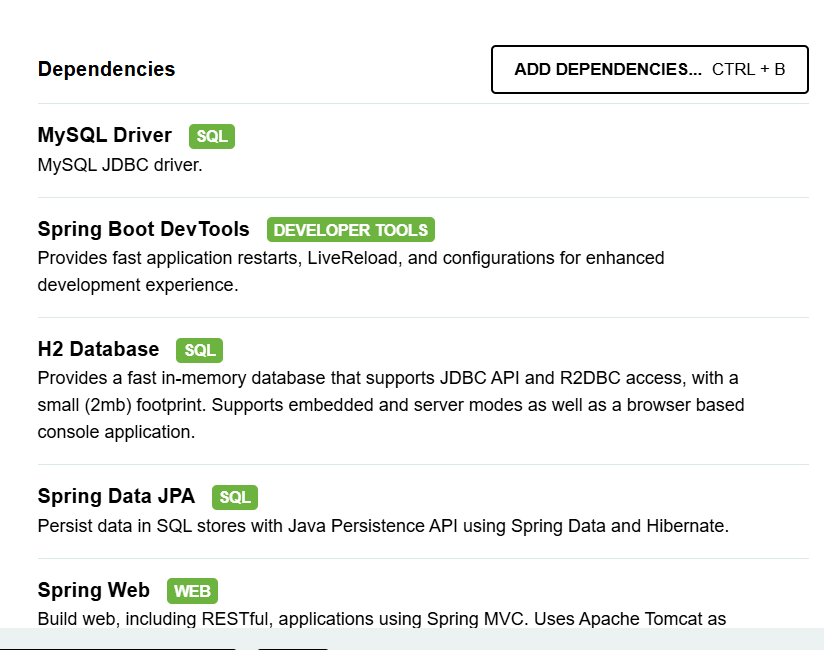 Dependencies
ADD DEPENDENCIES... CTRL + B
MySQL Driver SQL
MySQL JDBC driver.
Spring Boot DevTools DEVELOPER TOOLS
Provides fast application restarts, LiveReload, and configurations for enhanced
development experience.
H2 Database SQL
Provides a fast in-memory database that supports JDBC API and R2DBC access, with a
small (2mb) footprint. Supports embedded and server modes as well as a browser based
console application.
Spring Data JPA SQL
Persist data in SQL stores with Java Persistence API using Spring Data and Hibernate.
Spring Web WEB
Build web, including RESTful, applications using Spring MVC. Uses Apache Tomcat as